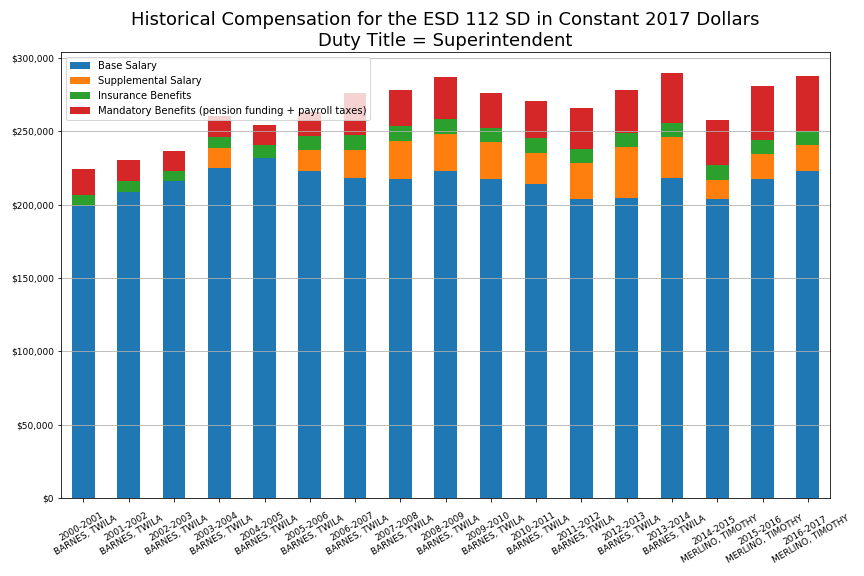 Historical Compensation for the ESD 112 SD in Constant 2017 Dollars
Duty Title = Superintendent
Base Salary
Supplemental Salary
Insurance Benefits
Mandatory Benefits (pension funding + payroll taxes)
$300,000
$250,000
$200,000
$150,000
$100,000
$50,000
$0
2000-2001
BARNES, TWILA
2001-2002
BARNES, TWILA
2002-2003
BARNES, TWILA
2003-2004
BARNES, TWILA
2004-2005
BARNES, TWILA
2005-2006
BARNES, TWILA
2006-2007
BARNES, TWILA
2007-2008
BARNES, TWILA
2008-2009
BARNES, TWILA
2009-2010
BARNES, TWILA
2010-2011
BARNES, TWILA
2011-2012
BARNES, TWILA
2012-2013
BARNES, TWILA
2013-2014
BARNES, TWILA
2014-2015
MERLINO, TIMOTHY
2015-2016
MERLINO, TIMOTHY
2016-2017
MERLINO, TIMOTHY